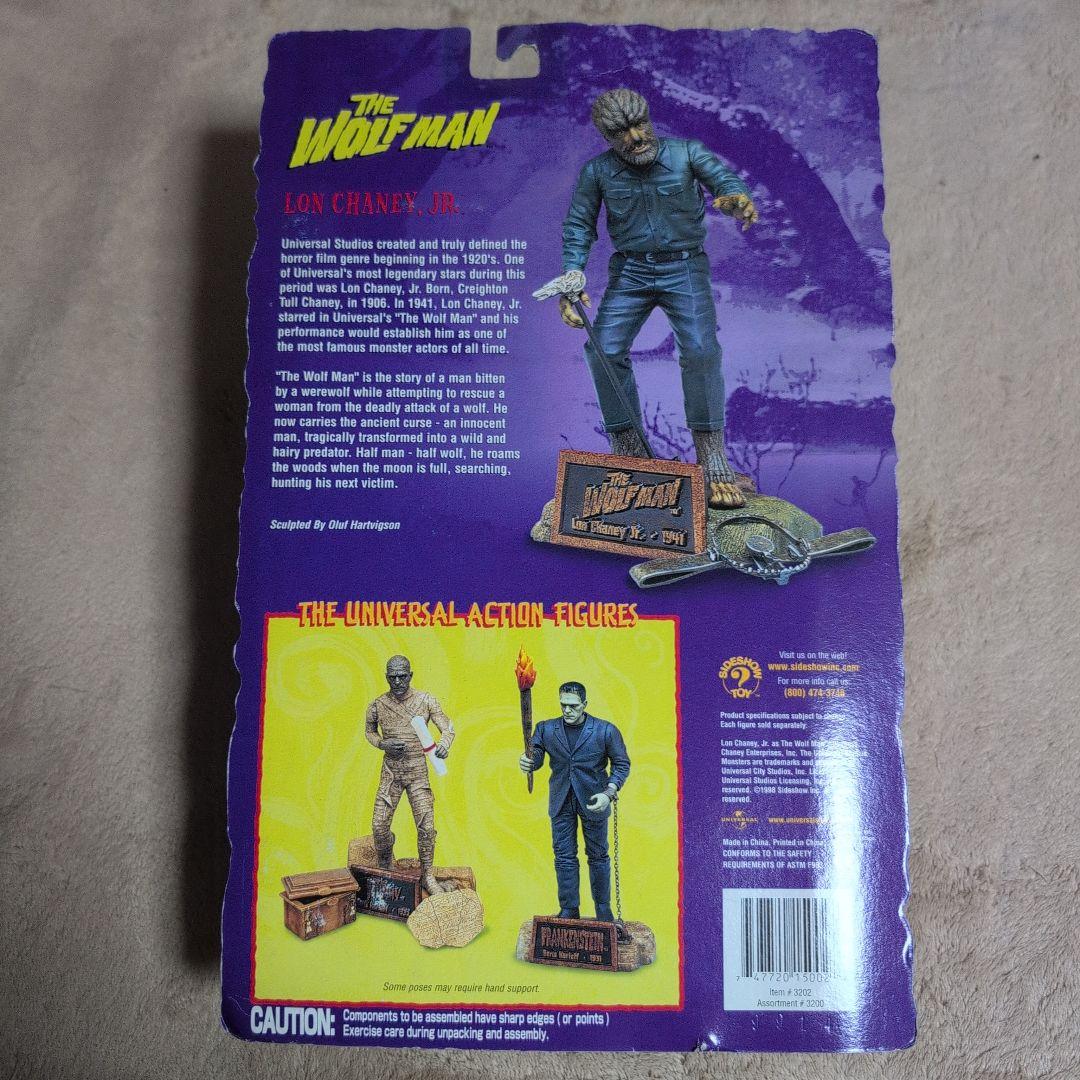 THE
WOLF MAN
LON CHANEY, JR.
Universal Studios created and truly defined the
horror film genre beginning in the 1920's. One
of Universal's most legendary stars during this
period was Lon Chaney, Jr. Born, Creighton
Tull Chaney, in 1906. In 1941, Lon Chaney, Jr.
starred in Universal's "The Wolf Man" and his
performance would establish him as one of
the most famous monster actors of all time.
"The Wolf Man" is the story of a man bitten
by a werewolf while attempting to rescue a
woman from the deadly attack of a wolf. He
now carries the ancient curse - an innocent
man, tragically transformed into a wild and
hairy predator. Half man - half wolf, he roams
the woods when the moon is full, searching,
hunting his next victim.
Sculpted By Oluf Hartvigson
THE
WOLF MAN
Lon Chaney Jr. - 1941
THE UNIVERSAL ACTION FIGURES
FRANKENSTEIN
Boris Karloff - 1931
Some poses may require hand support.
CAUTION: Components to be assembled have sharp edges (or points)
Exercise care during unpacking and assembly.
SIDESHOW
TOY
Visit us on the web!
www.sideshowinc.com
For more info call us:
(800) 474-3746
Product specifications subject to
Each figure sold separately.
Lon Chaney, Jr. as The Wolf Man
Chaney Enterprises, Inc. The
Monsters are trademarks and
Universal City Studios, Inc.
Universal Studios Licensing,
reserved. ©1998 Sideshow Inc.
reserved.
UNIVERSAL
Made in China. Printed in China
CONFORMS TO THE SAFETY
REQUIREMENTS OF ASTM
7 47720 15002
Item # 3202
Assortment # 3200